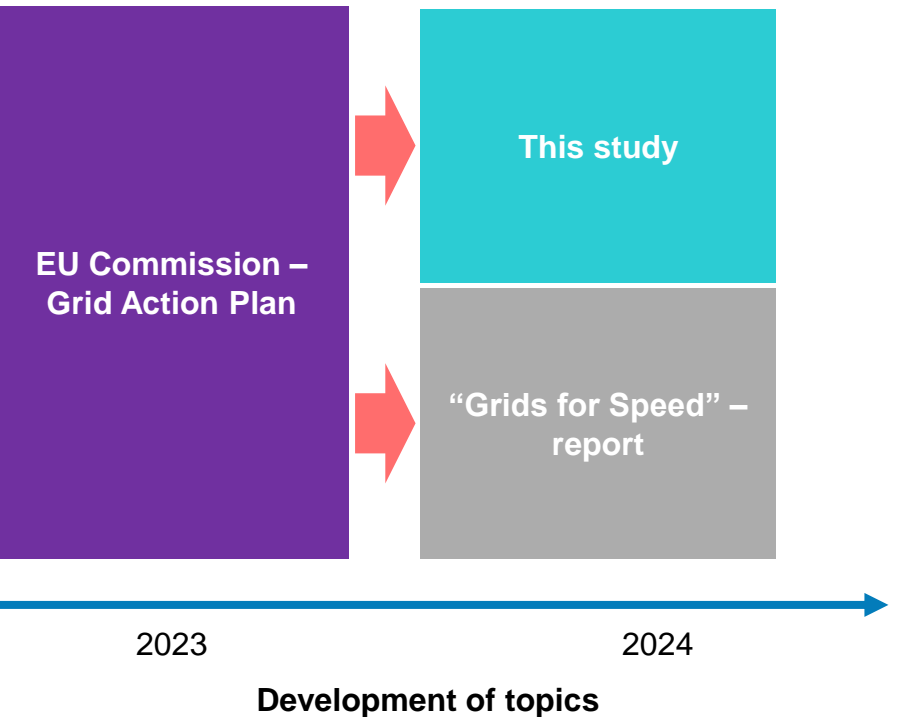 EU Commission –
Grid Action Plan
This study
“Grids for Speed” –
report
2023
2024
Development of topics